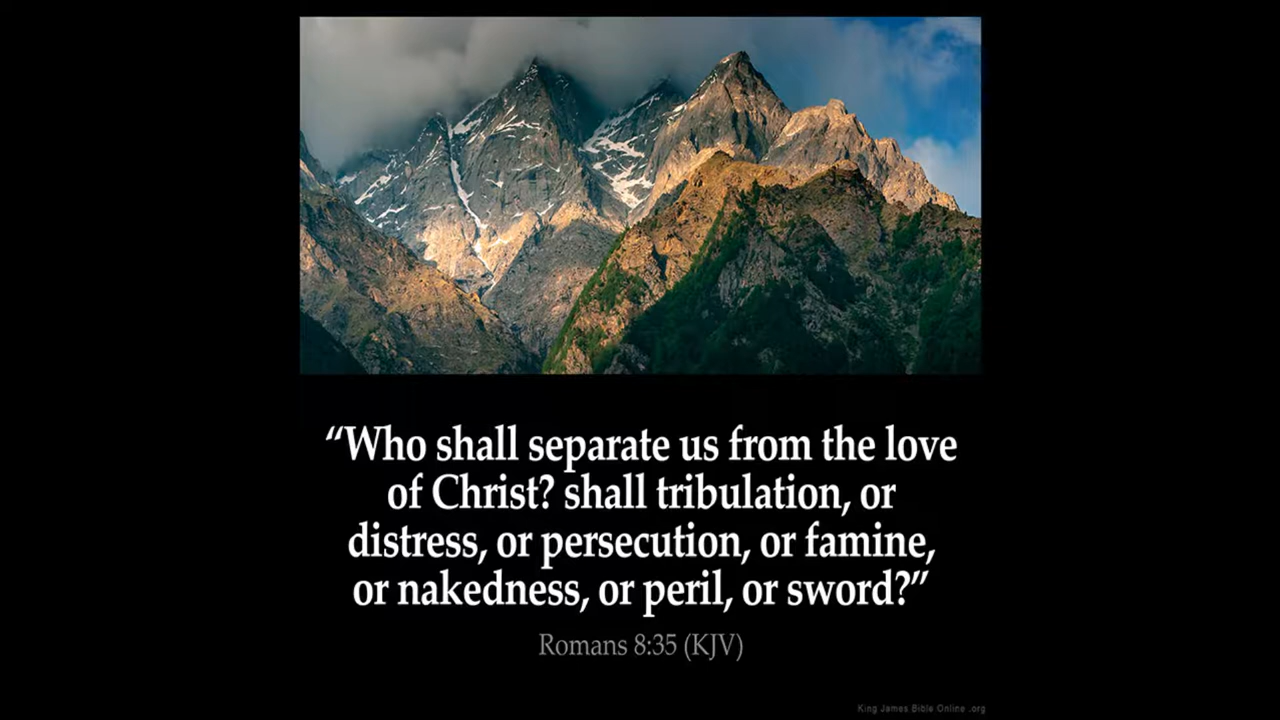 “Who shall separate us from the love
of Christ? shall tribulation, or
distress, or persecution, or famine,
or nakedness, or peril, or sword?”
Romans 8:35 (KJV)
King James Bible Online .org